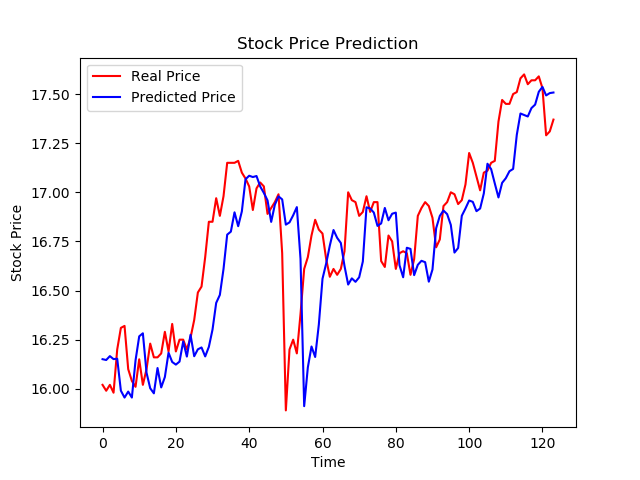 Stock Price Prediction
Real Price
Predicted Price
17.50
17.25
17.00
16.75
16.50
16.25
16.00
Stock Price
0 20 40 60 80 100 120
Time